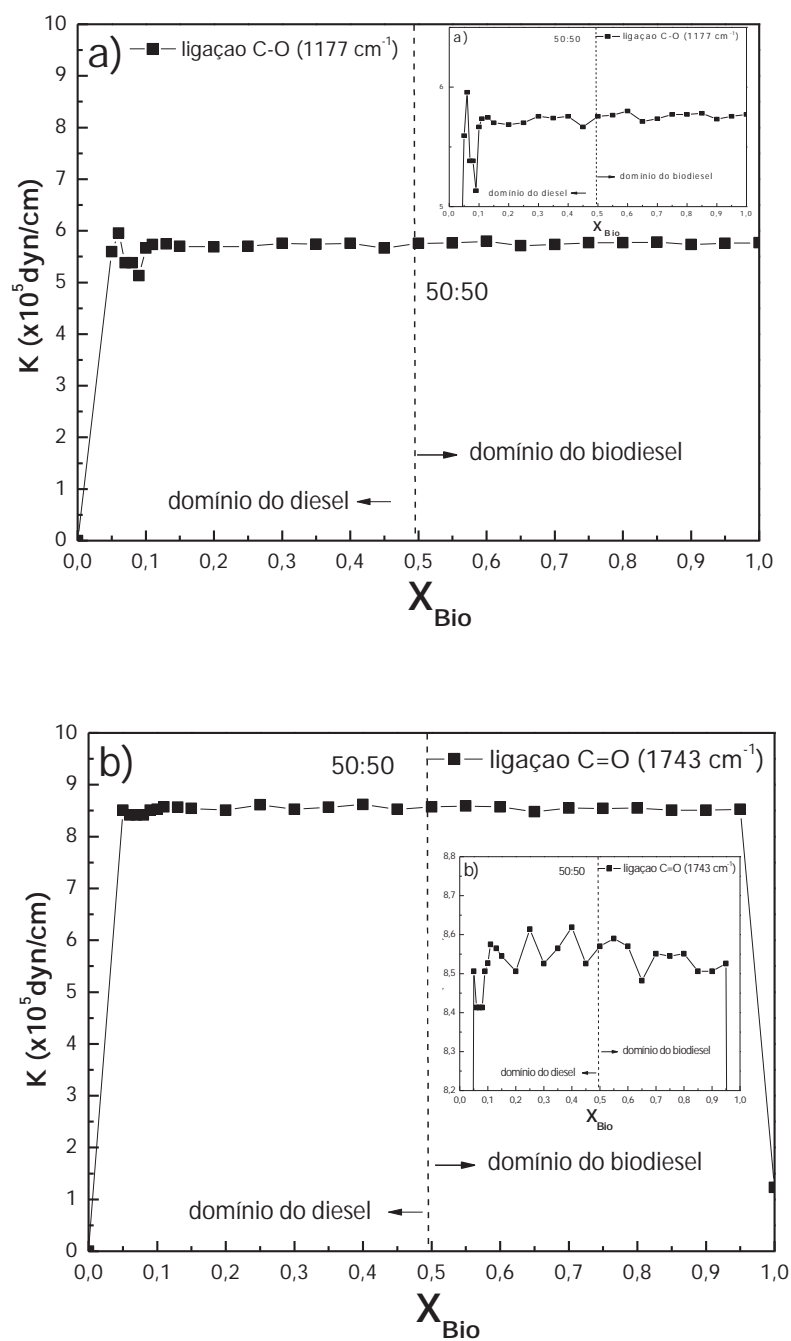 a)
ligaçao C-O (1177 cm⁻¹)
10
9
8
7
6
5
4
3
2
1
0
K (x10⁵dyn/cm)
50:50
domínio do biodiesel
domínio do diesel
0,0 0,1 0,2 0,3 0,4 0,5 0,6 0,7 0,8 0,9 1,0
X_Bio
a)
50:50
ligaçao C-O (1177 cm⁻¹)
6
5
domínio do biodiesel
domínio do diesel
0,0 0,1 0,2 0,3 0,4 0,5 0,6 0,7 0,8 0,9 1,0
X_Bio
b)
50:50
ligaçao C=O (1743 cm⁻¹)
10
9
8
7
6
5
4
3
2
1
0
K (x10⁵dyn/cm)
domínio do biodiesel
domínio do diesel
0,0 0,1 0,2 0,3 0,4 0,5 0,6 0,7 0,8 0,9 1,0
X_Bio
b)
50:50
ligaçao C=O (1743 cm⁻¹)
8,8
8,7
8,6
8,5
8,4
8,3
8,2
domínio do biodiesel
domínio do diesel
0,0 0,1 0,2 0,3 0,4 0,5 0,6 0,7 0,8 0,9 1,0
X_Bio